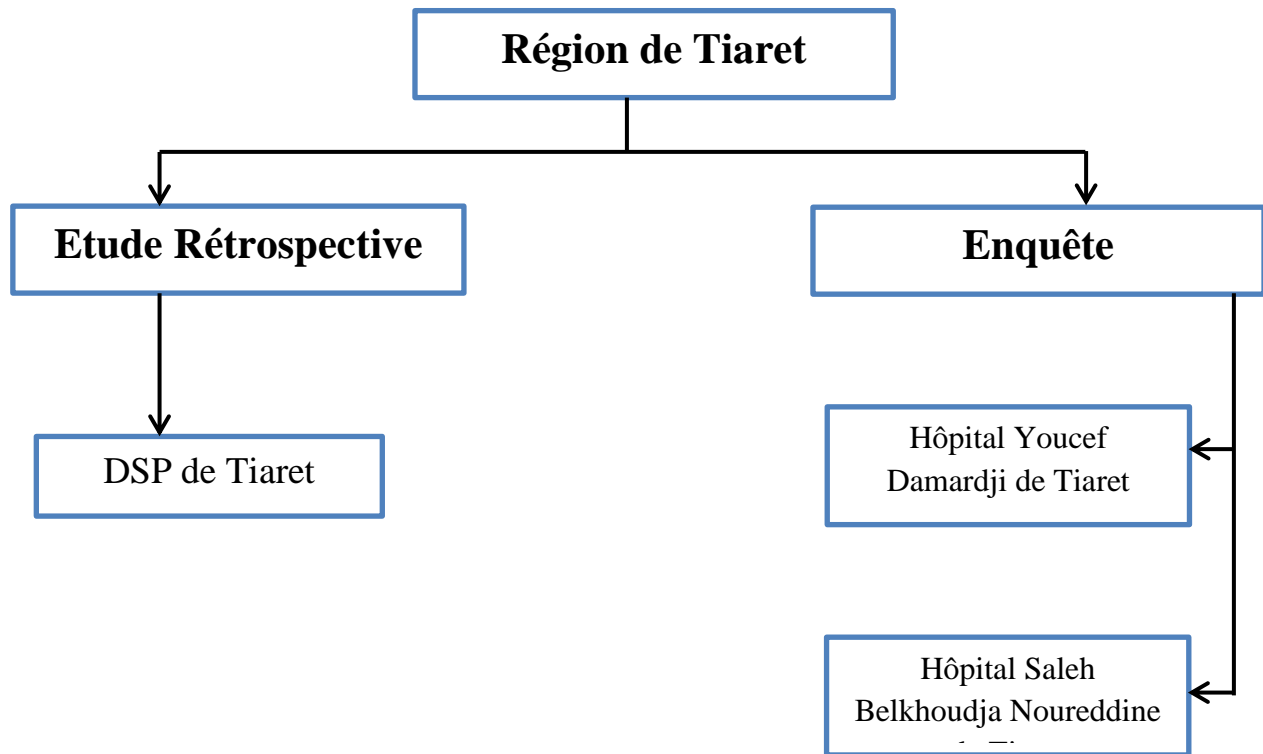 Région de Tiaret
Etude Rétrospective
Enquête
DSP de Tiaret
Hôpital Youcef
Damardji de Tiaret
Hôpital Saleh
Belkhoudja Noureddine